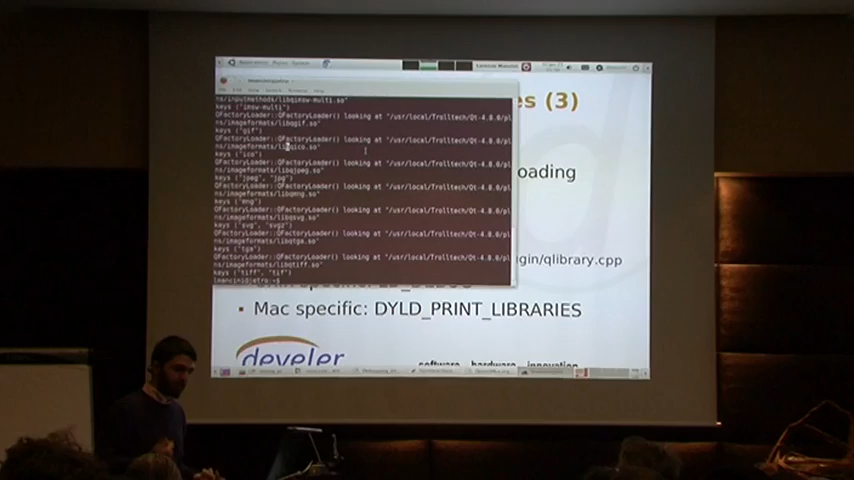 es (3)
ns/inputmethods/libqimsw-multi.so"
keys ("imsw-multi")
QFactoryLoader::QFactoryLoader() looking at "/usr/local/Trolltech/Qt-4.8.0/pl
ns/imageformats/libqgif.so"
keys ("gif")
QFactoryLoader::QFactoryLoader() looking at "/usr/local/Trolltech/Qt-4.8.0/pl
ns/imageformats/libqico.so"
keys ("ico")
QFactoryLoader::QFactoryLoader() looking at "/usr/local/Trolltech/Qt-4.8.0/pl
ns/imageformats/libqjpeg.so"
keys ("jpeg", "jpg")
QFactoryLoader::QFactoryLoader() looking at "/usr/local/Trolltech/Qt-4.8.0/pl
ns/imageformats/libqmng.so"
keys ("mng")
QFactoryLoader::QFactoryLoader() looking at "/usr/local/Trolltech/Qt-4.8.0/pl
ns/imageformats/libqsvg.so"
keys ("svg", "svgz")
QFactoryLoader::QFactoryLoader() looking at "/usr/local/Trolltech/Qt-4.8.0/pl
ns/imageformats/libqtga.so"
keys ("tga")
QFactoryLoader::QFactoryLoader() looking at "/usr/local/Trolltech/Qt-4.8.0/pl
ns/imageformats/libqtiff.so"
keys ("tiff", "tif")
lmancini@jetro:~$
oading
gin/qlibrary.cpp
▪ Mac specific: DYLD_PRINT_LIBRARIES
develer
software hardware innovation